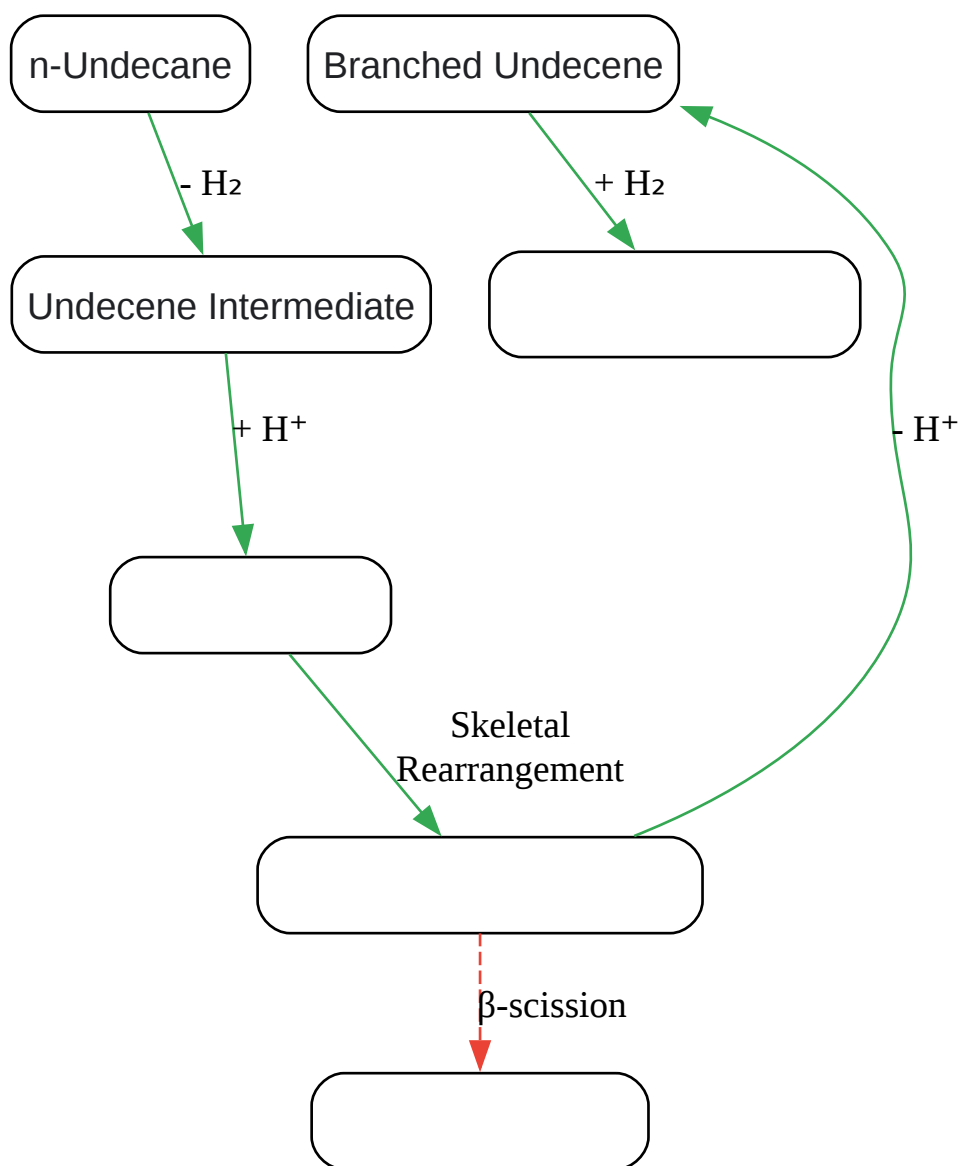 n-Undecane
Branched Undecene
- H₂
+ H₂
Undecene Intermediate
+ H⁺
- H⁺
Skeletal
Rearrangement
β-scission